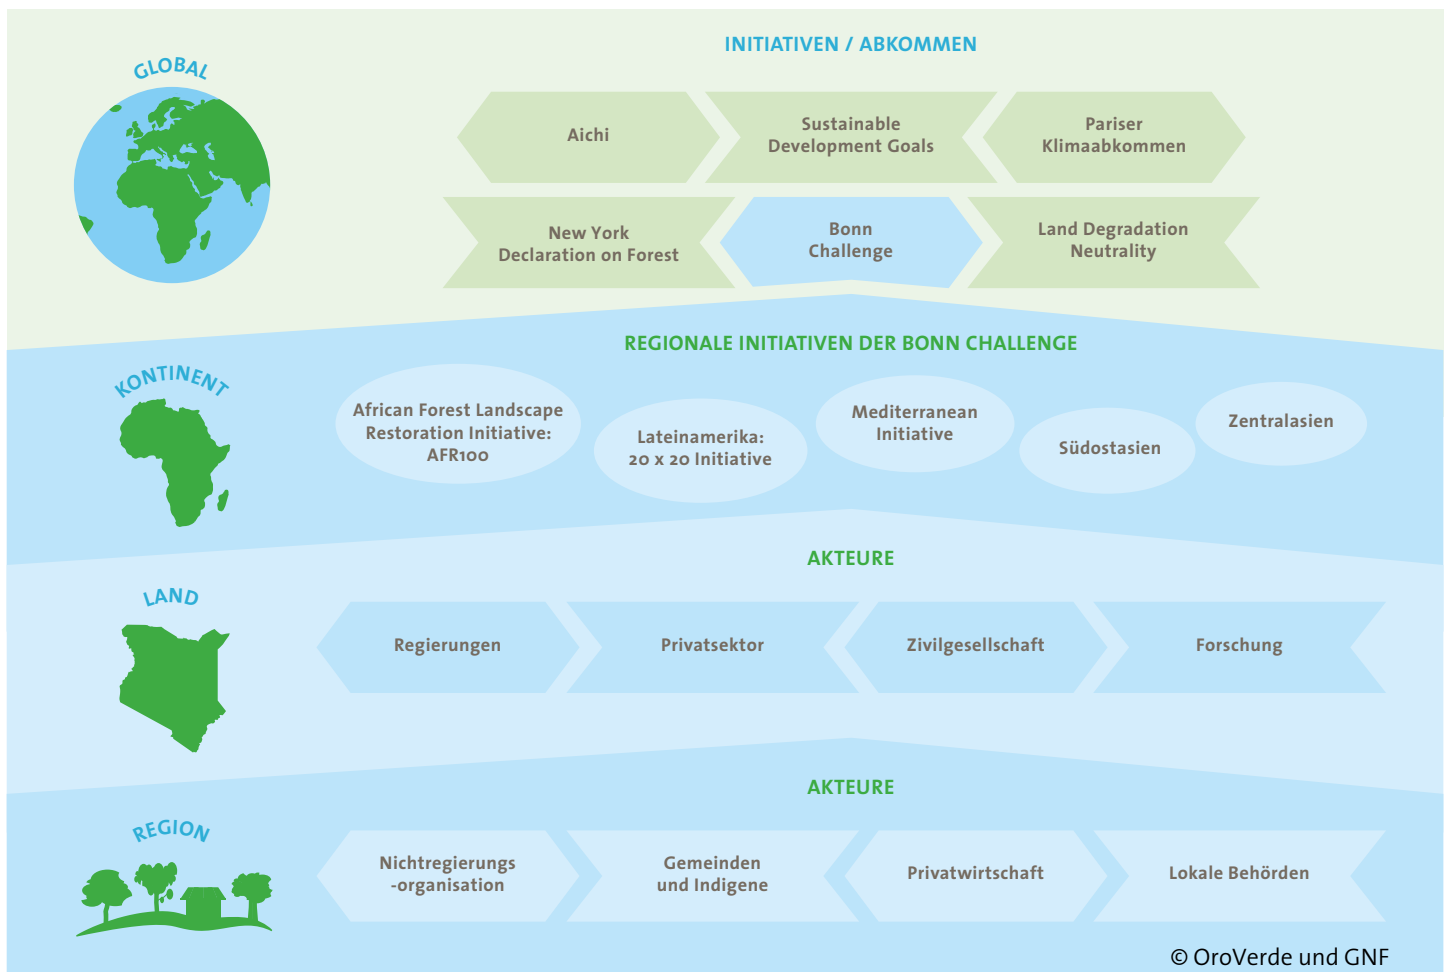 INITIATIVEN / ABKOMMEN
GLOBAL
Aichi
Sustainable
Development Goals
Pariser
Klimaabkommen
New York
Declaration on Forest
Bonn
Challenge
Land Degradation
Neutrality
REGIONALE INITIATIVEN DER BONN CHALLENGE
KONTINENT
African Forest Landscape
Restoration Initiative:
AFR100
Lateinamerika:
20 x 20 Initiative
Mediterranean
Initiative
Südostasien
Zentralasien
AKTEURE
LAND
Regierungen
Privatsektor
Zivilgesellschaft
Forschung
AKTEURE
REGION
Nichtregierungs
-organisation
Gemeinden
und Indigene
Privatwirtschaft
Lokale Behörden
© OroVerde und GNF